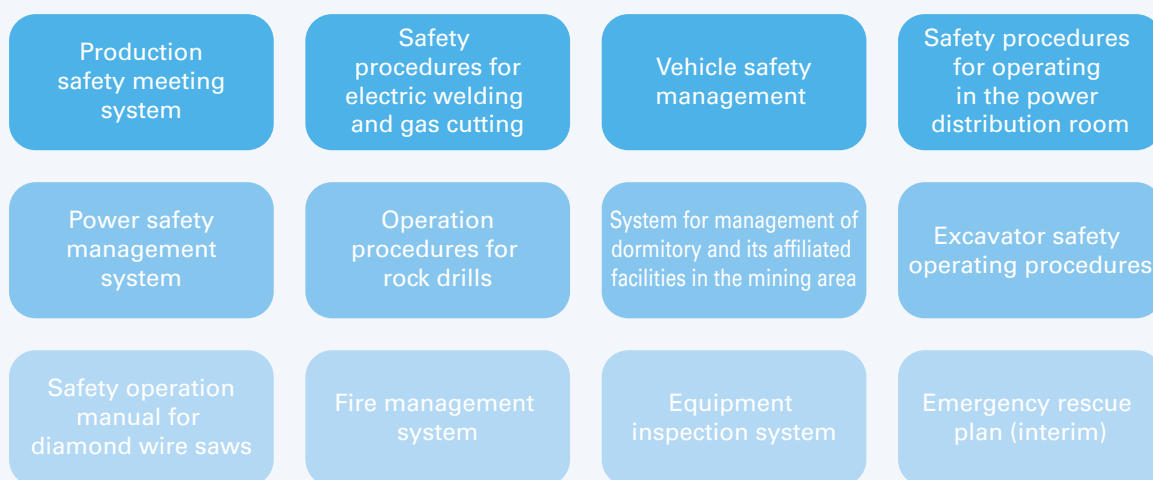 Production
safety meeting
system
Safety
procedures for
electric welding
and gas cutting
Vehicle safety
management
Safety procedures
for operating
in the power
distribution room
Power safety
management
system
Operation
procedures for
rock drills
System for management of
dormitory and its affiliated
facilities in the mining area
Excavator safety
operating procedures
Safety operation
manual for
diamond wire saws
Fire management
system
Equipment
inspection system
Emergency rescue
plan (interim)